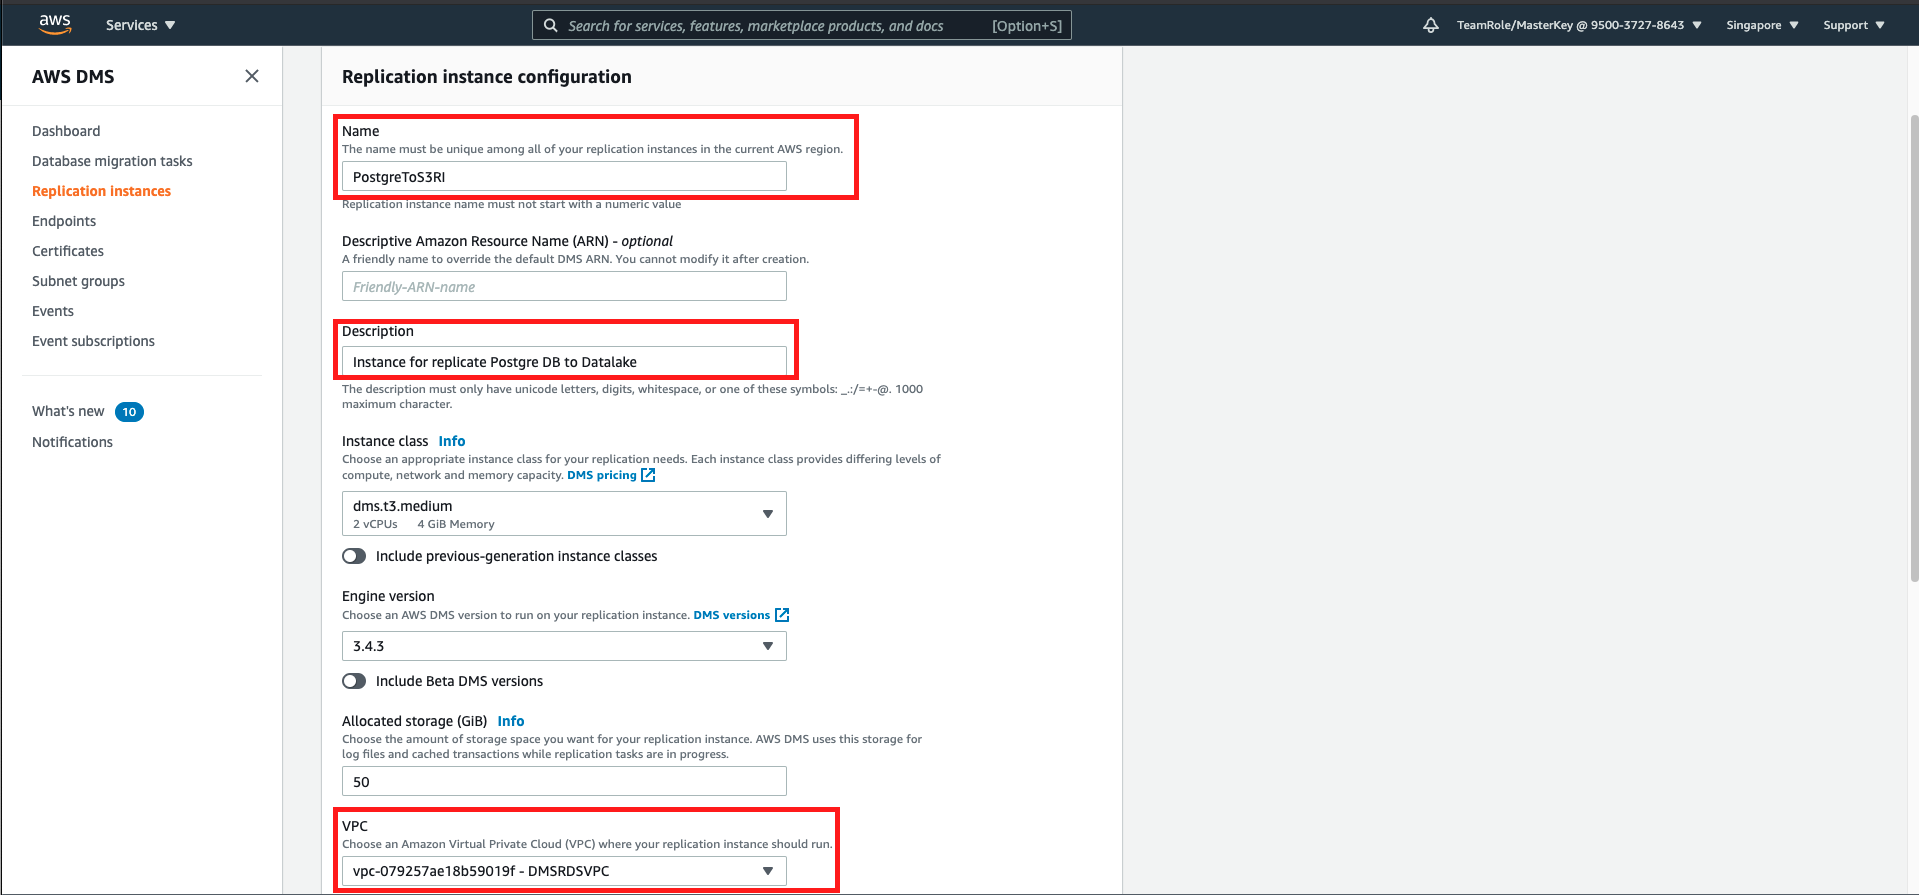 aws
Services
Search for services, features, marketplace products, and docs [Option+S]
TeamRole/MasterKey @ 9500-3727-8643
Singapore
Support
AWS DMS
Dashboard
Database migration tasks
Replication instances
Endpoints
Certificates
Subnet groups
Events
Event subscriptions
What's new 10
Notifications
Replication instance configuration
Name
The name must be unique among all of your replication instances in the current AWS region.
PostgreToS3RI
Replication instance name must not start with a numeric value
Descriptive Amazon Resource Name (ARN) - optional
A friendly name to override the default DMS ARN. You cannot modify it after creation.
Friendly-ARN-name
Description
Instance for replicate Postgre DB to Datalake
The description must only have unicode letters, digits, whitespace, or one of these symbols: _.:/=+-@. 1000
maximum character.
Instance class Info
Choose an appropriate instance class for your replication needs. Each instance class provides differing levels of
compute, network and memory capacity. DMS pricing
dms.t3.medium
2 vCPUs 4 GiB Memory
Include previous-generation instance classes
Engine version
Choose an AWS DMS version to run on your replication instance. DMS versions
3.4.3
Include Beta DMS versions
Allocated storage (GiB) Info
Choose the amount of storage space you want for your replication instance. AWS DMS uses this storage for
log files and cached transactions while replication tasks are in progress.
50
VPC
Choose an Amazon Virtual Private Cloud (VPC) where your replication instance should run.
vpc-079257ae18b59019f - DMSRDSVPC